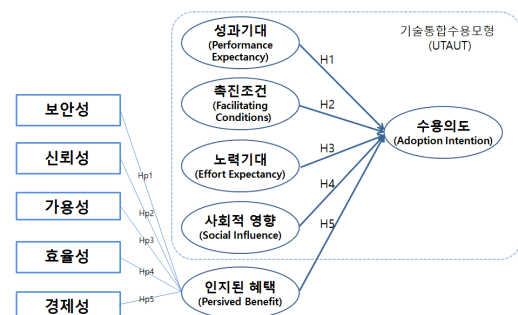 성과기대
(Performance
Expectancy)
기술통합수용모형
(UTAUT)
H1
촉진조건
(Facilitating
Conditions)
H2
보안성
수용의도
(Adoption Intention)
신뢰성
H3
노력기대
(Effort Expectancy)
Hp1
H4
가용성
Hp2
사회적 영향
(Social Influence)
H5
Hp3
효율성
Hp4
인지된 혜택
(Persived Benefit)
경제성
Hp5